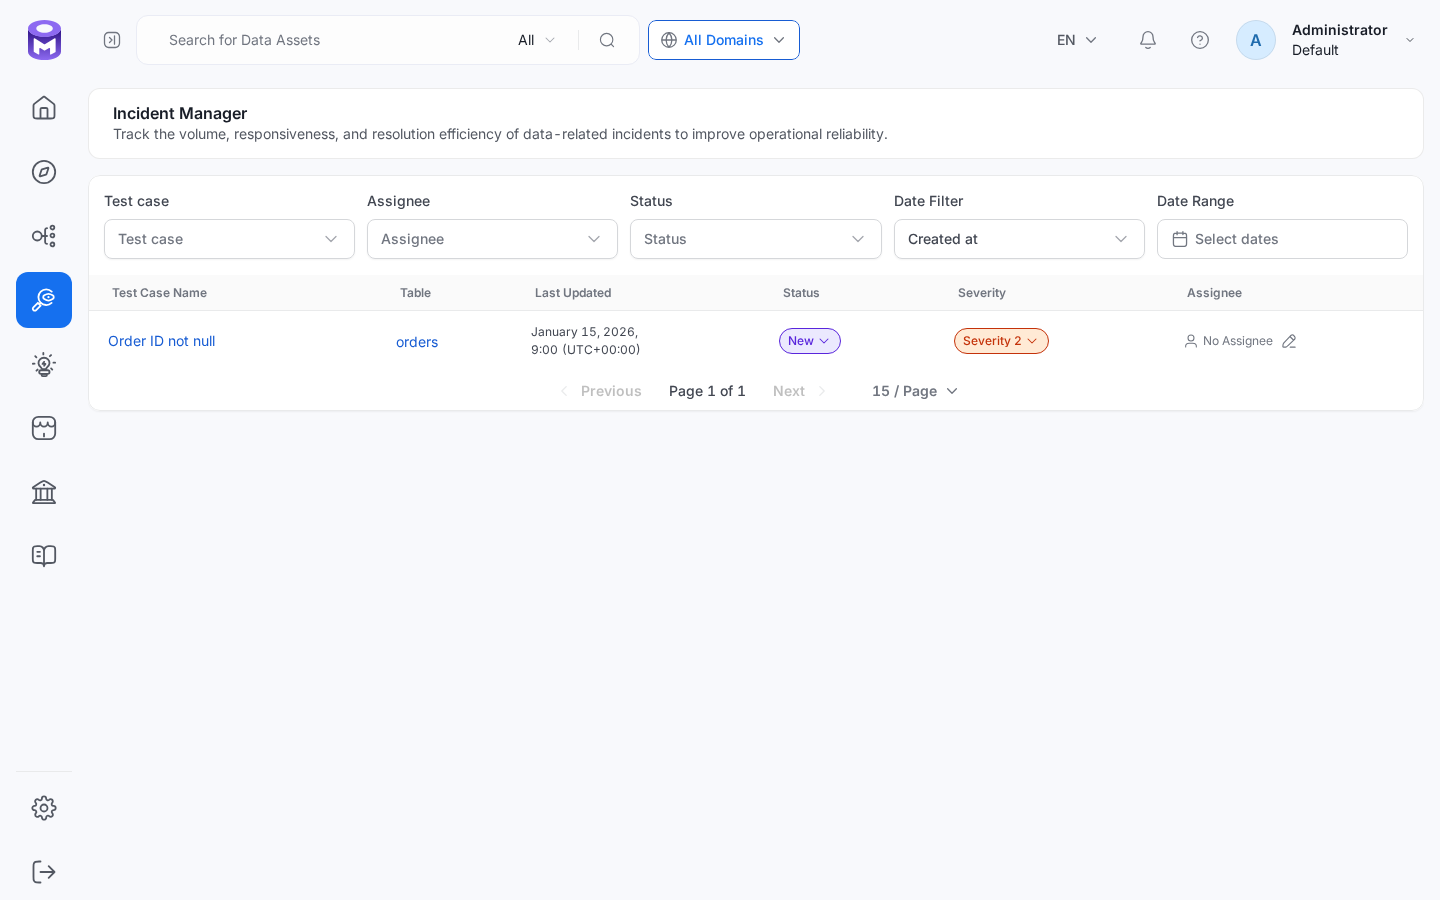 Search for Data Assets
All
All Domains
EN
A
Administrator
Default
Incident Manager
Track the volume, responsiveness, and resolution efficiency of data-related incidents to improve operational reliability.
Test case
Assignee
Status
Date Filter
Date Range
Test case
Assignee
Status
Created at
Select dates
Test Case Name
Table
Last Updated
Status
Severity
Assignee
Order ID not null
orders
January 15, 2026,
9:00 (UTC+00:00)
New
Severity 2
No Assignee
Previous
Page 1 of 1
Next
15 / Page